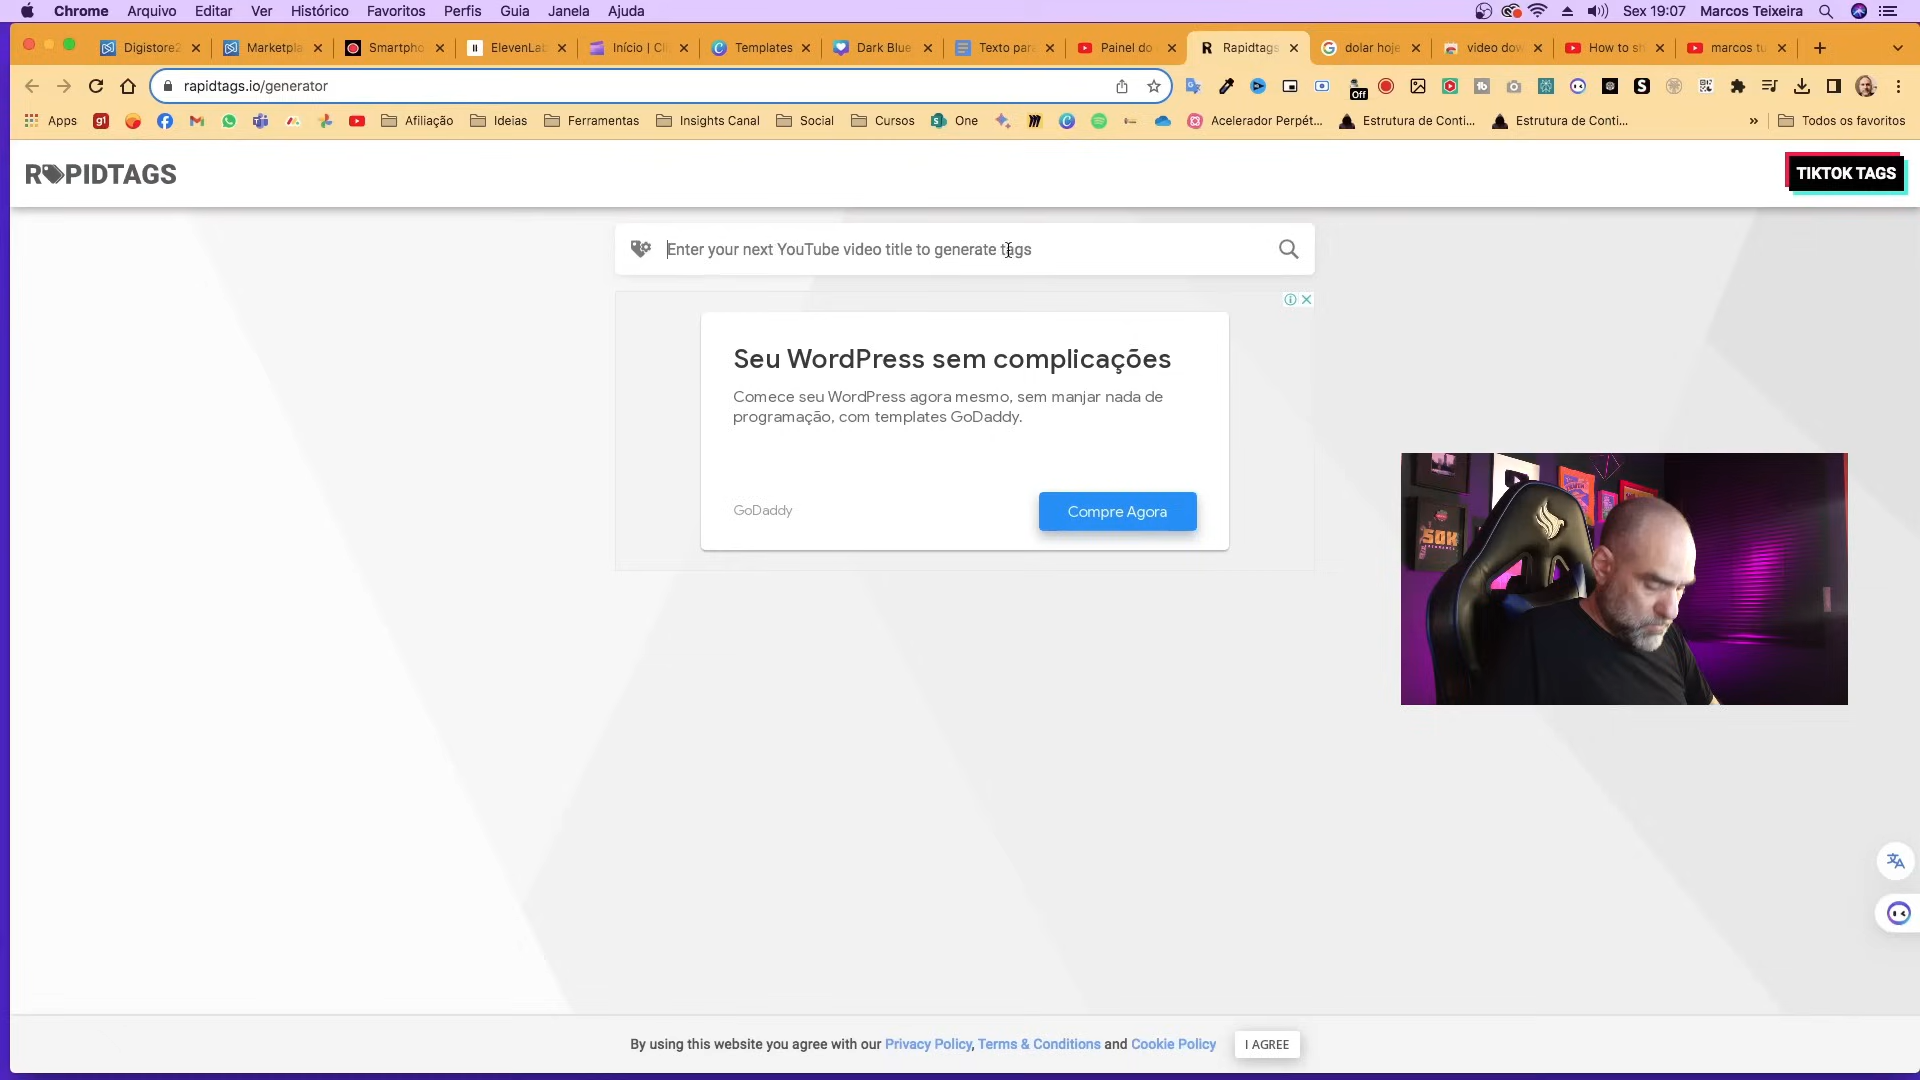 Chrome Arquivo Editar Ver Histórico Favoritos Perfis Guia Janela Ajuda Sex 19:07 Marcos Teixeira
Digistore2 Marketpla Smartpho ElevenLab Início | Cli Templates Dark Blue Texto para Painel do Rapidtags dolar hoje video dow How to sh marcos tu
rapidtags.io/generator
Off
Apps Afiliação Ideias Ferramentas Insights Canal Social Cursos One Acelerador Perpét... Estrutura de Conti... Estrutura de Conti... » Todos os favoritos
RAPIDTAGS
TIKTOK TAGS
Enter your next YouTube video title to generate tags
Seu WordPress sem complicações
Comece seu WordPress agora mesmo, sem manjar nada de
programação, com templates GoDaddy.
GoDaddy
Compre Agora
50K
By using this website you agree with our Privacy Policy, Terms & Conditions and Cookie Policy I AGREE